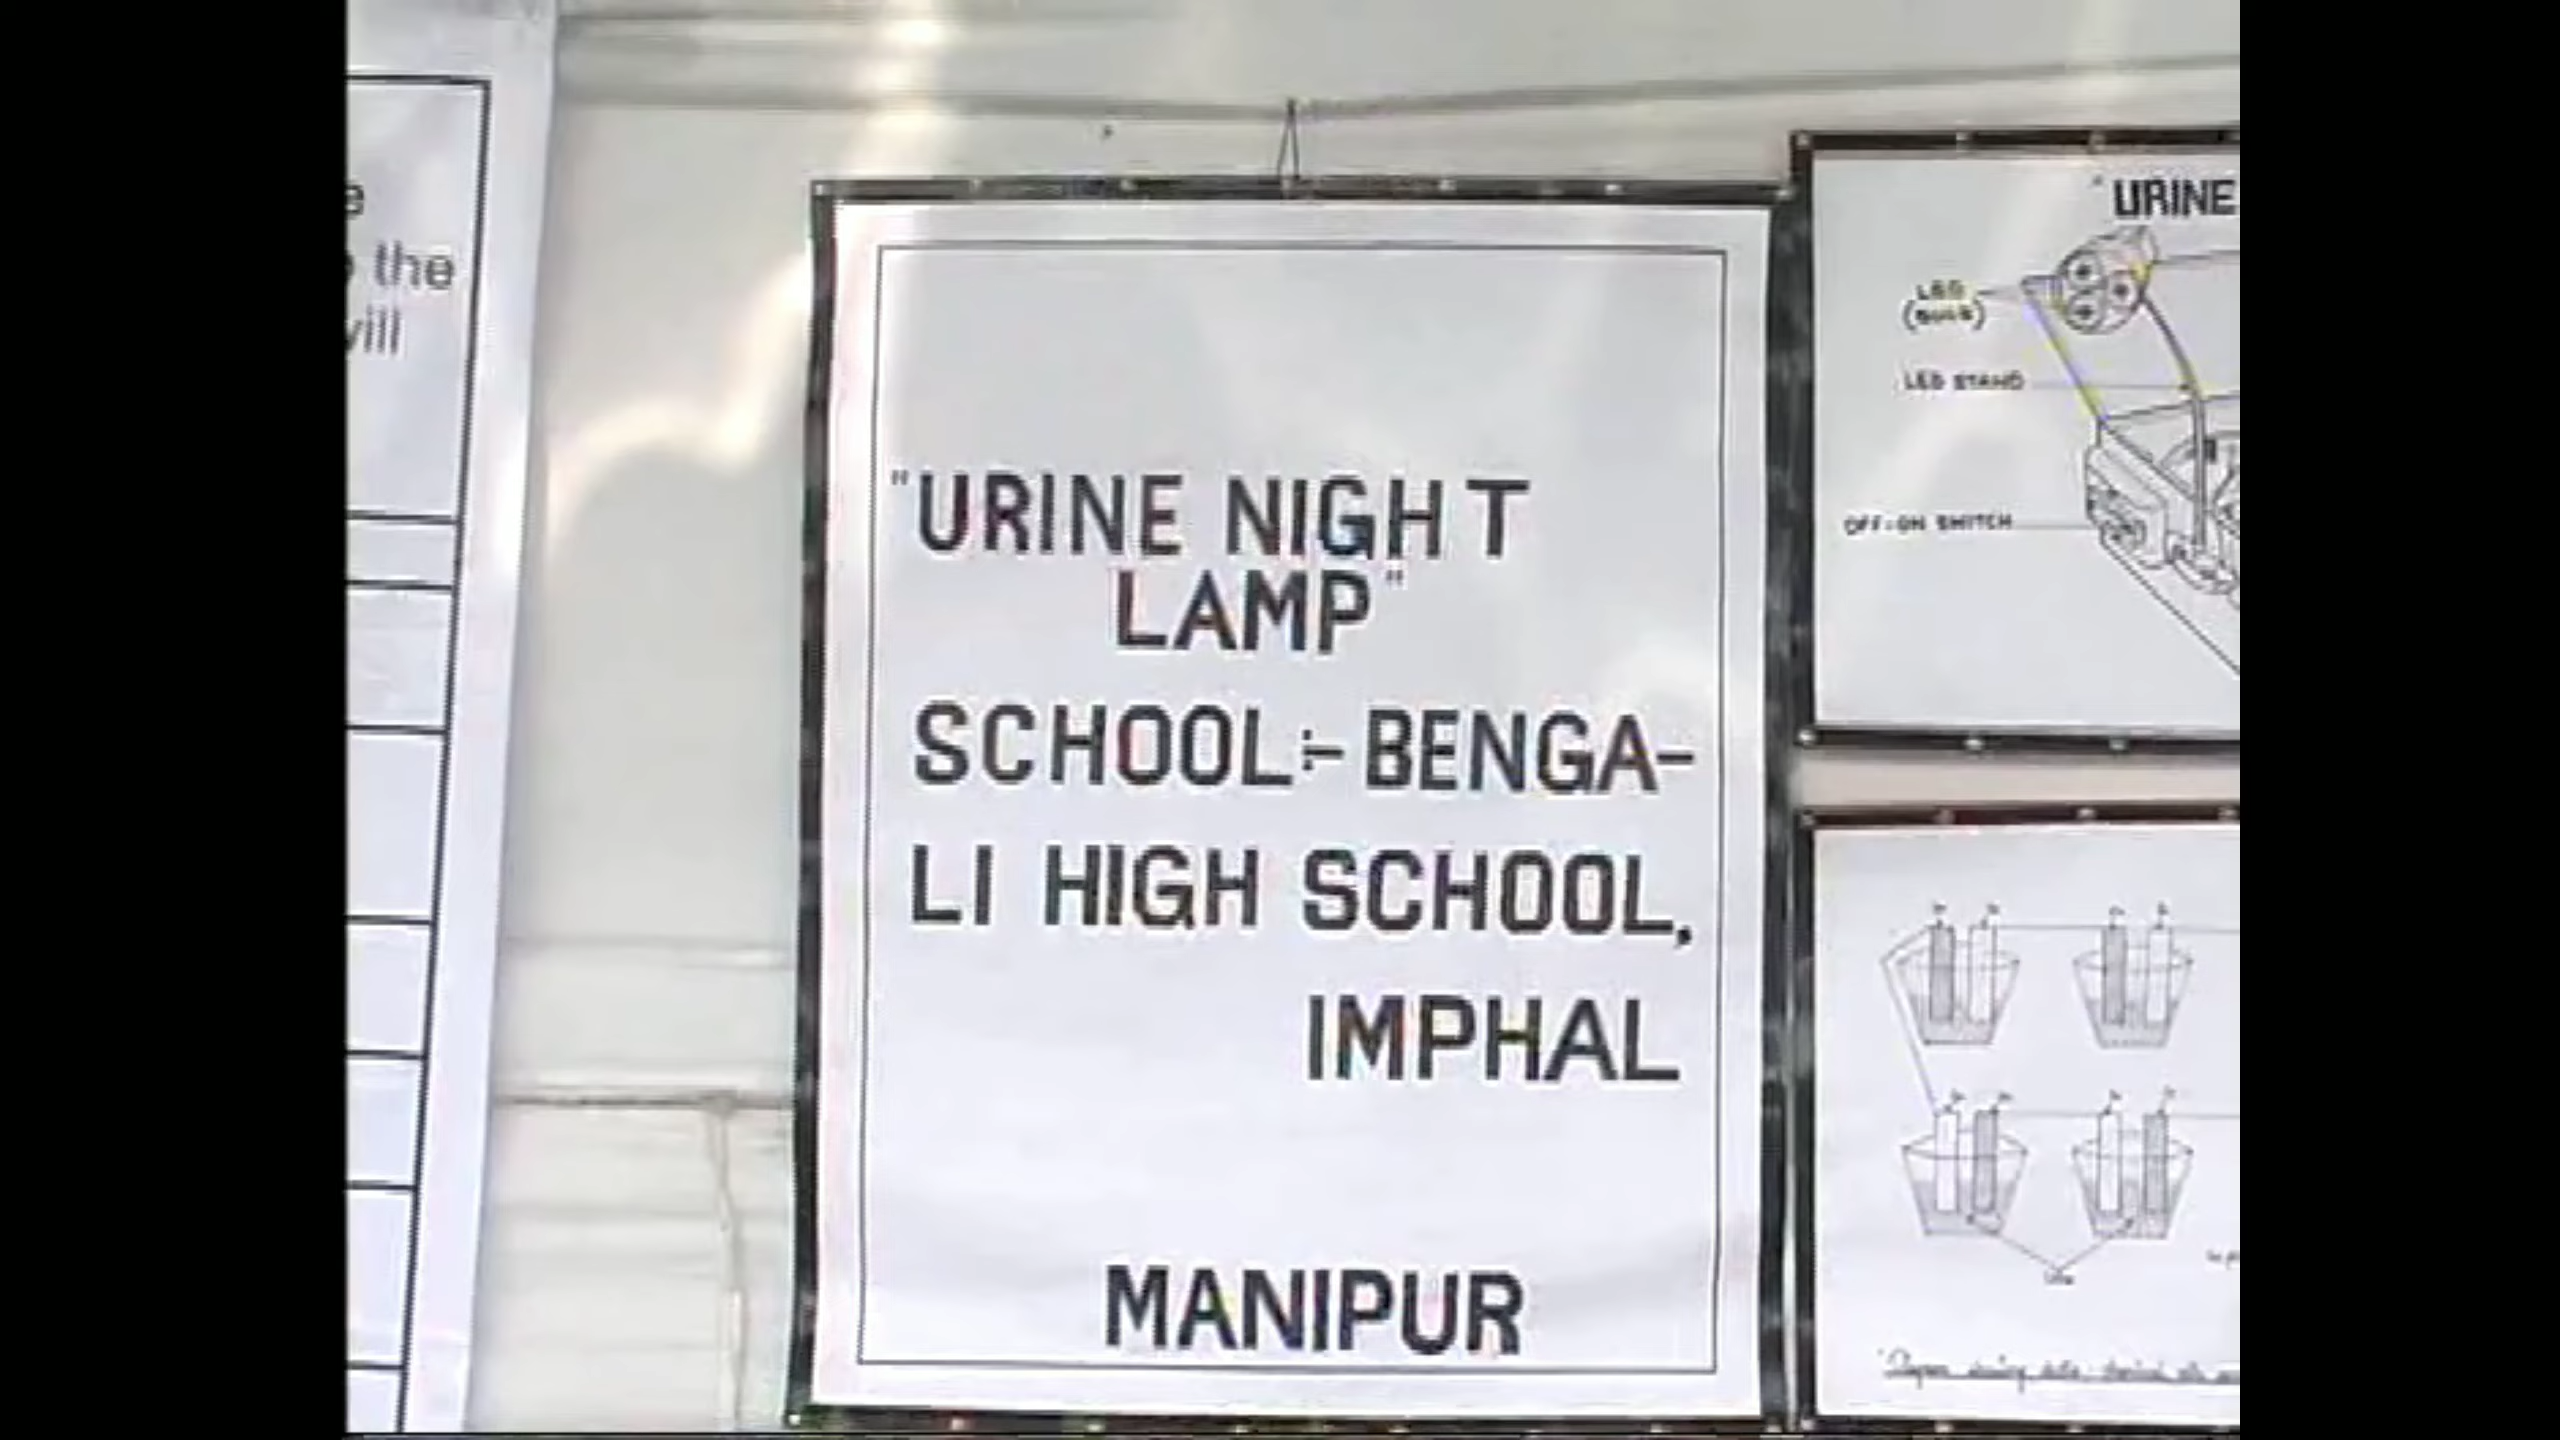 the
will
"URINE NIGHT
LAMP"
SCHOOL:- BENGA-
LI HIGH SCHOOL,
IMPHAL
MANIPUR
URINE
LED
(BULB)
LED STAND
OFF-ON SWITCH